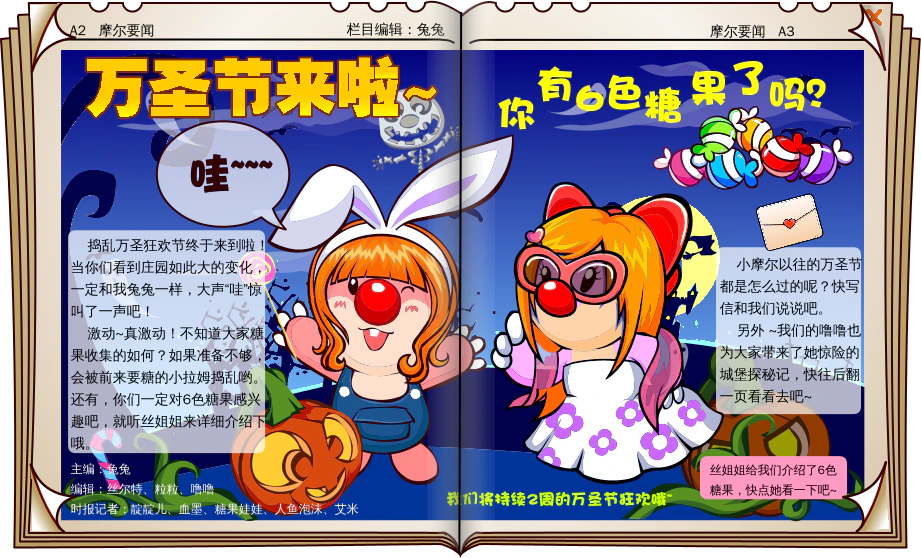 A2 摩尔要闻
栏目编辑：兔兔
万圣节来啦~
哇~~~
捣乱万圣狂欢节终于来到啦！
当你们看到庄园如此大的变化，
一定和我兔兔一样，大声“哇”惊
叫了一声吧！
激动~真激动！不知道大家糖
果收集的如何？如果准备不够，
会被前来要糖的小拉姆捣乱哟。
还有，你们一定对6色糖果感兴
趣吧，就听丝姐姐来详细介绍下
哦。
主编：兔兔
编辑：丝尔特、粒粒、噜噜
时报记者：靛靛儿、血墨、糖果娃娃、人鱼泡沫、艾米
摩尔要闻 A3
你有6色糖果了吗？
小摩尔以往的万圣节
都是怎么过的呢？快写
信和我们说说吧。
另外 ~我们的噜噜也
为大家带来了她惊险的
城堡探秘记，快往后翻
一页看看去吧~
丝姐姐给我们介绍了6色
糖果，快点她看一下吧~
我们将持续2周的万圣节狂欢哦~